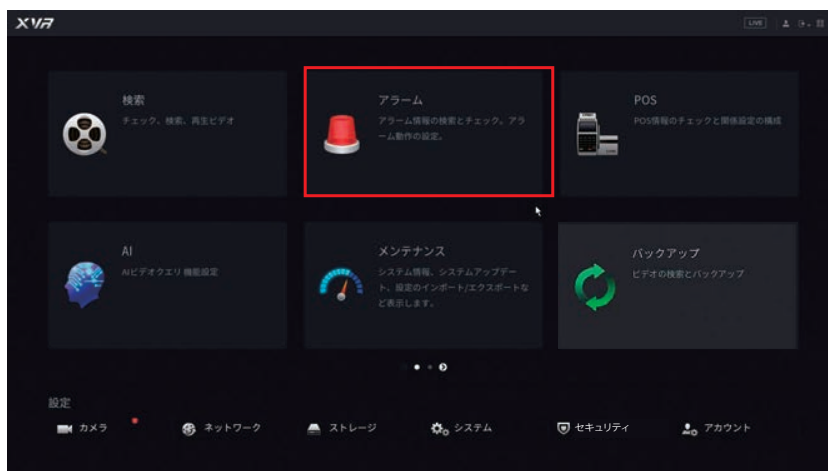 XVR
LIVE
検索
チェック、検索、再生ビデオ
アラーム
アラーム情報の検索とチェック。アラ
ーム動作の設定。
POS
POS情報のチェックと関係設定の構成
AI
AIビデオクエリ 機能設定
メンテナンス
システム情報、システムアップデー
ト、設定のインポート/エクスポートな
ど表示します。
バックアップ
ビデオの検索とバックアップ
設定
カメラ
ネットワーク
ストレージ
システム
セキュリティ
アカウント